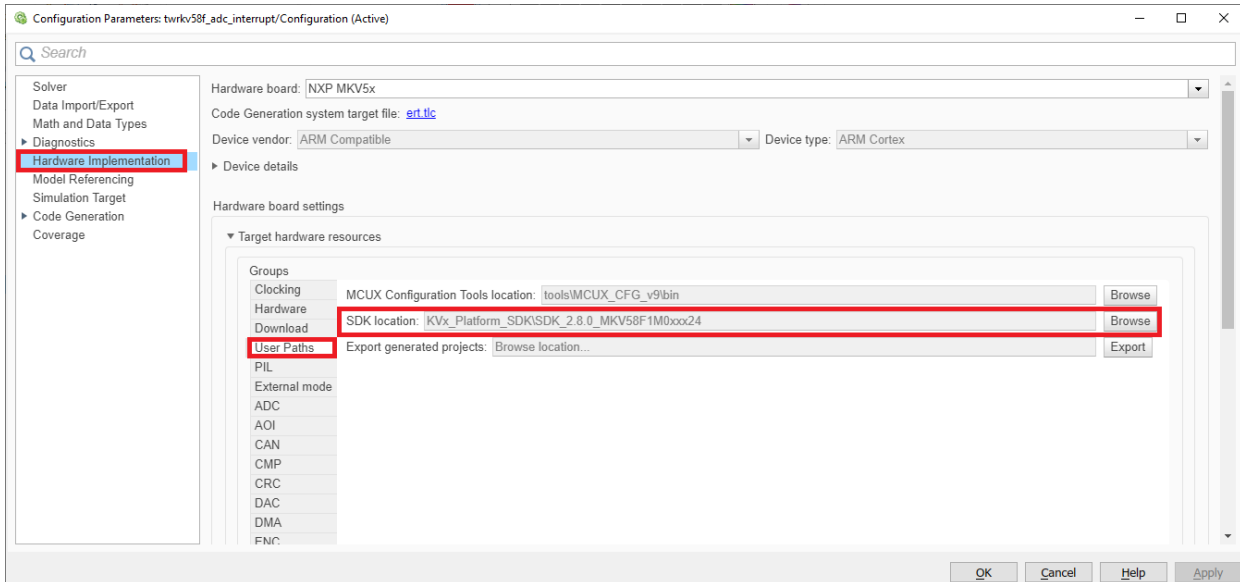 Configuration Parameters: twrkv58f_adc_interrupt/Configuration (Active)
Search
Solver
Data Import/Export
Math and Data Types
Diagnostics
Hardware Implementation
Model Referencing
Simulation Target
Code Generation
Coverage
Hardware board: NXP MKV5x
Code Generation system target file: ert.tlc
Device vendor: ARM Compatible Device type: ARM Cortex
Device details
Hardware board settings
Target hardware resources
Groups
Clocking
Hardware
Download
User Paths
PIL
External mode
ADC
AOI
CAN
CMP
CRC
DAC
DMA
ENC
MCUX Configuration Tools location: tools\MCUX_CFG_v9\bin Browse
SDK location: KVx_Platform_SDK\SDK_2.8.0_MKV58F1M0xxx24 Browse
Export generated projects: Browse location... Export
OK Cancel Help Apply